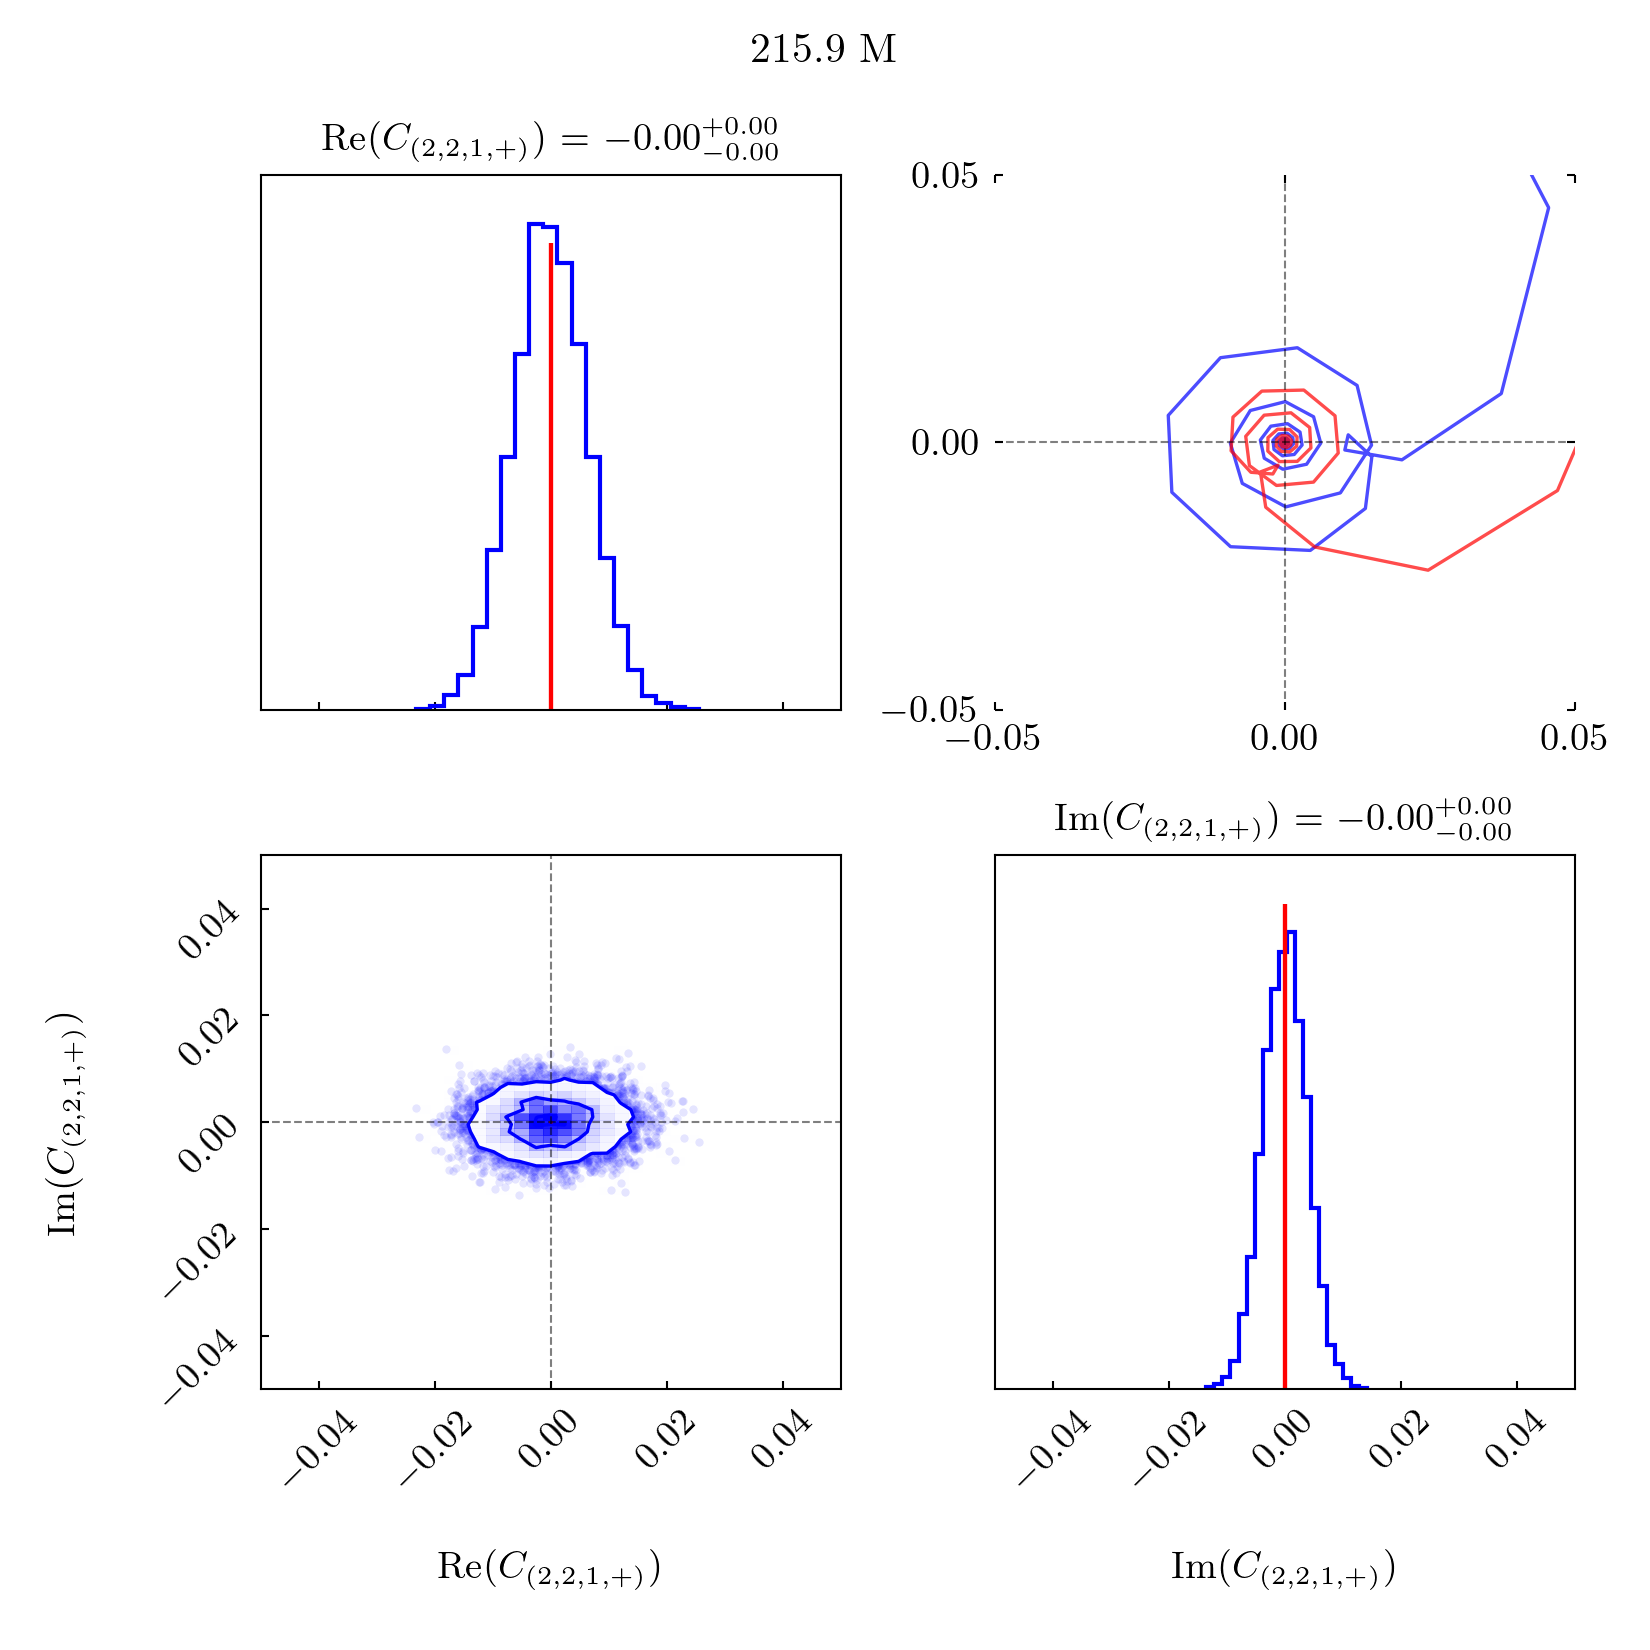 215.9 M
Re(C_{(2,2,1,+)}) = −0.00^{+0.00}_{−0.00}
0.05
0.00
−0.05
−0.05 0.00 0.05
Im(C_{(2,2,1,+)}) = −0.00^{+0.00}_{−0.00}
Im(C_{(2,2,1,+)})
0.04
0.02
0.00
−0.02
−0.04
−0.04 −0.02 0.00 0.02 0.04
Re(C_{(2,2,1,+)})
−0.04 −0.02 0.00 0.02 0.04
Im(C_{(2,2,1,+)})